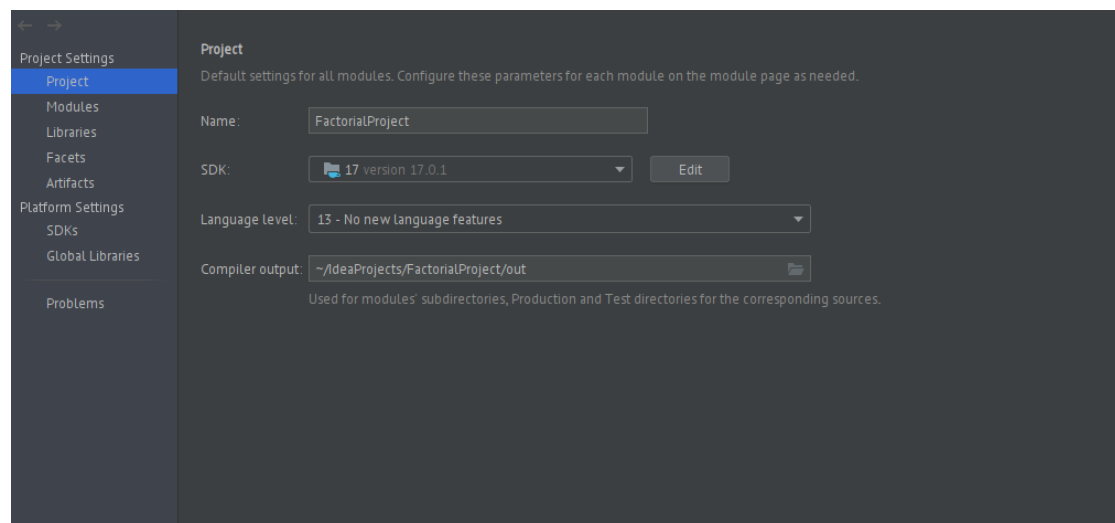 Project Settings
Project
Modules
Libraries
Facets
Artifacts
Platform Settings
SDKs
Global Libraries
Problems
Project
Default settings for all modules. Configure these parameters for each module on the module page as needed.
Name: FactorialProject
SDK: 17 version 17.0.1 Edit
Language level: 13 - No new language features
Compiler output: ~/IdeaProjects/FactorialProject/out
Used for modules' subdirectories, Production and Test directories for the corresponding sources.